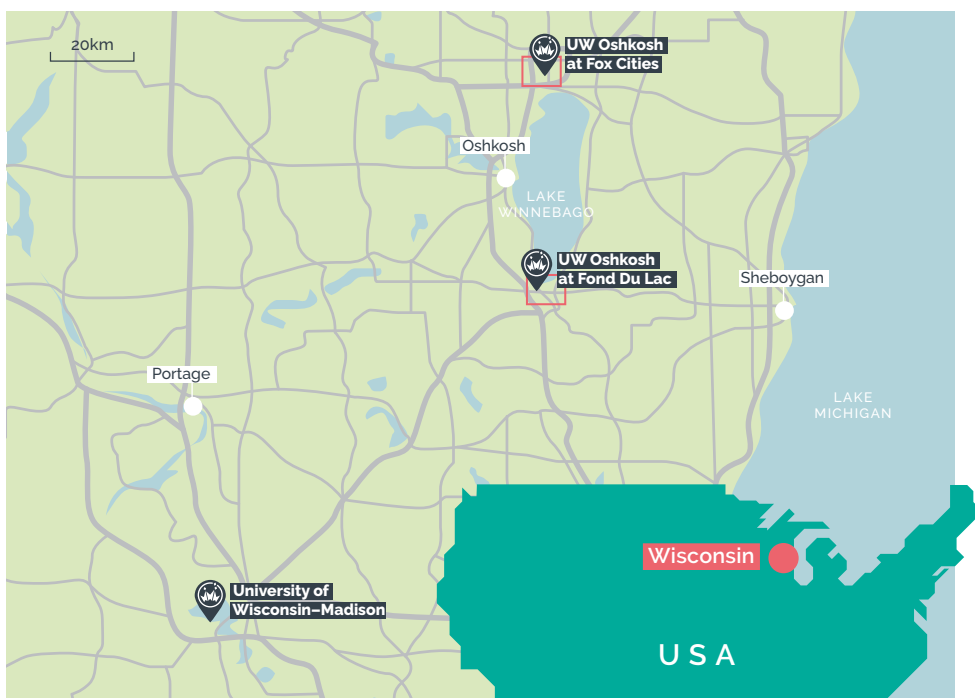 20km
UW Oshkosh
at Fox Cities
Oshkosh
LAKE
WINNEBAGO
UW Oshkosh
at Fond Du Lac
Sheboygan
Portage
LAKE
MICHIGAN
Wisconsin
University of
Wisconsin–Madison
USA